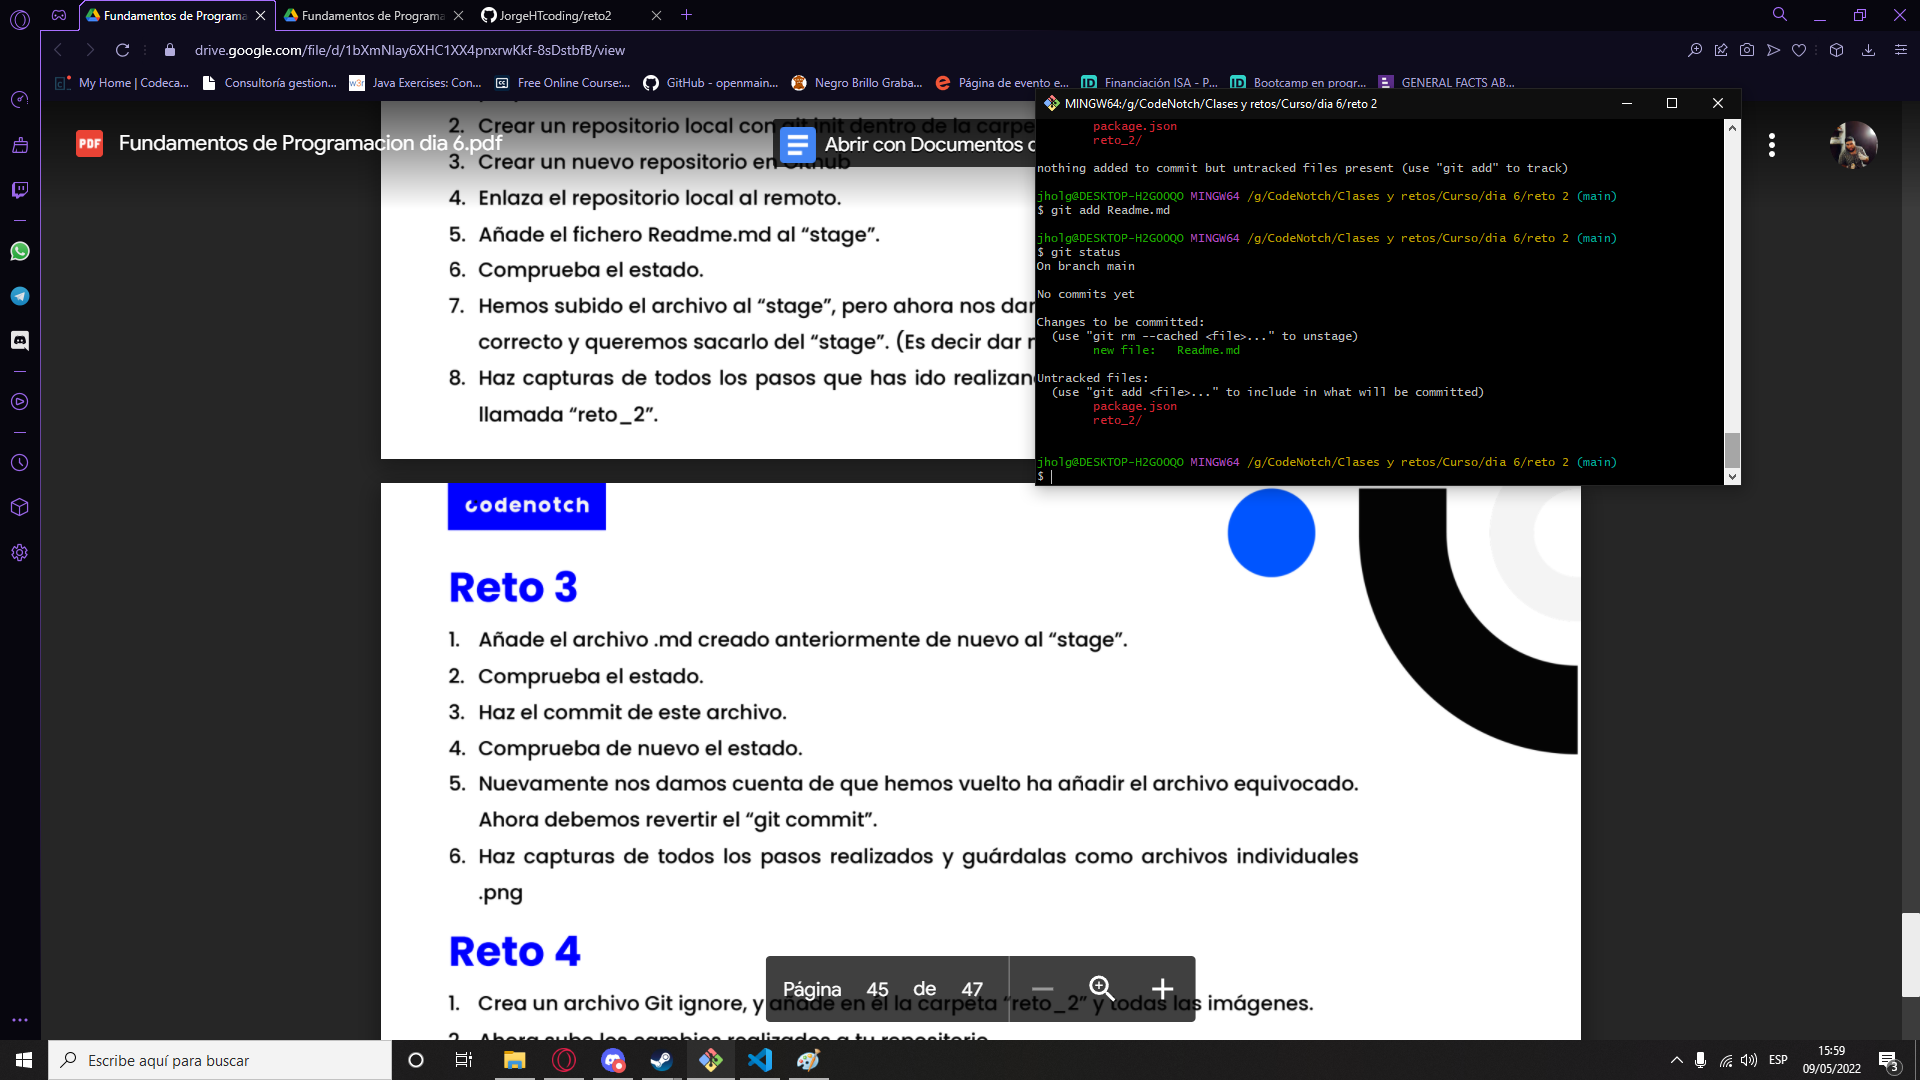 Fundamentos de Programa
Fundamentos de Programa
JorgeHTcoding/reto2
drive.google.com/file/d/1bXmNlay6XHC1XX4pnxrwKkf-8sDstbfB/view
My Home | Codeca...
Consultoría gestion...
Java Exercises: Con...
Free Online Course:...
GitHub - openmain...
Negro Brillo Graba...
Página de evento e...
Financiación ISA - P...
Bootcamp en progr...
GENERAL FACTS AB...
PDF
Fundamentos de Programacion dia 6.pdf
Abrir con Documentos
2. Crear un repositorio local con git init dentro de la carpe
3. Crear un nuevo repositorio en Github
4. Enlaza el repositorio local al remoto.
5. Añade el fichero Readme.md al “stage”.
6. Comprueba el estado.
7. Hemos subido el archivo al “stage”, pero ahora nos dar
correcto y queremos sacarlo del “stage”. (Es decir dar
8. Haz capturas de todos los pasos que has ido realizan
llamada “reto_2”.
MINGW64:/g/CodeNotch/Clases y retos/Curso/dia 6/reto 2
package.json
reto_2/
nothing added to commit but untracked files present (use "git add" to track)
jholg@DESKTOP-H2GOOQO MINGW64 /g/CodeNotch/Clases y retos/Curso/dia 6/reto 2 (main)
$ git add Readme.md
jholg@DESKTOP-H2GOOQO MINGW64 /g/CodeNotch/Clases y retos/Curso/dia 6/reto 2 (main)
$ git status
On branch main
No commits yet
Changes to be committed:
(use "git rm --cached <file>..." to unstage)
new file:   Readme.md
Untracked files:
(use "git add <file>..." to include in what will be committed)
package.json
reto_2/
jholg@DESKTOP-H2GOOQO MINGW64 /g/CodeNotch/Clases y retos/Curso/dia 6/reto 2 (main)
$
codenotch
Reto 3
1. Añade el archivo .md creado anteriormente de nuevo al “stage”.
2. Comprueba el estado.
3. Haz el commit de este archivo.
4. Comprueba de nuevo el estado.
5. Nuevamente nos damos cuenta de que hemos vuelto ha añadir el archivo equivocado.
Ahora debemos revertir el “git commit”.
6. Haz capturas de todos los pasos realizados y guárdalas como archivos individuales
.png
Reto 4
1. Crea un archivo Git ignore, y añade en él la carpeta “reto_2” y todas las imágenes.
2. Ahora sube los cambios realizados a tu repositorio
Página 45 de 47
Escribe aquí para buscar
ESP
15:59
09/05/2022
3